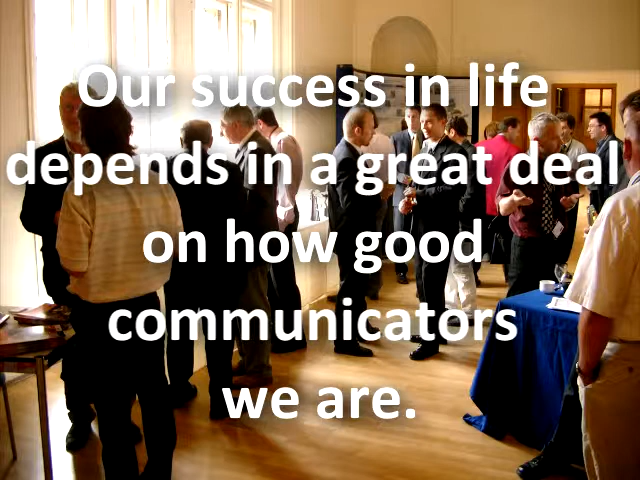 Our success in life
depends in a great deal
on how good
communicators
we are.